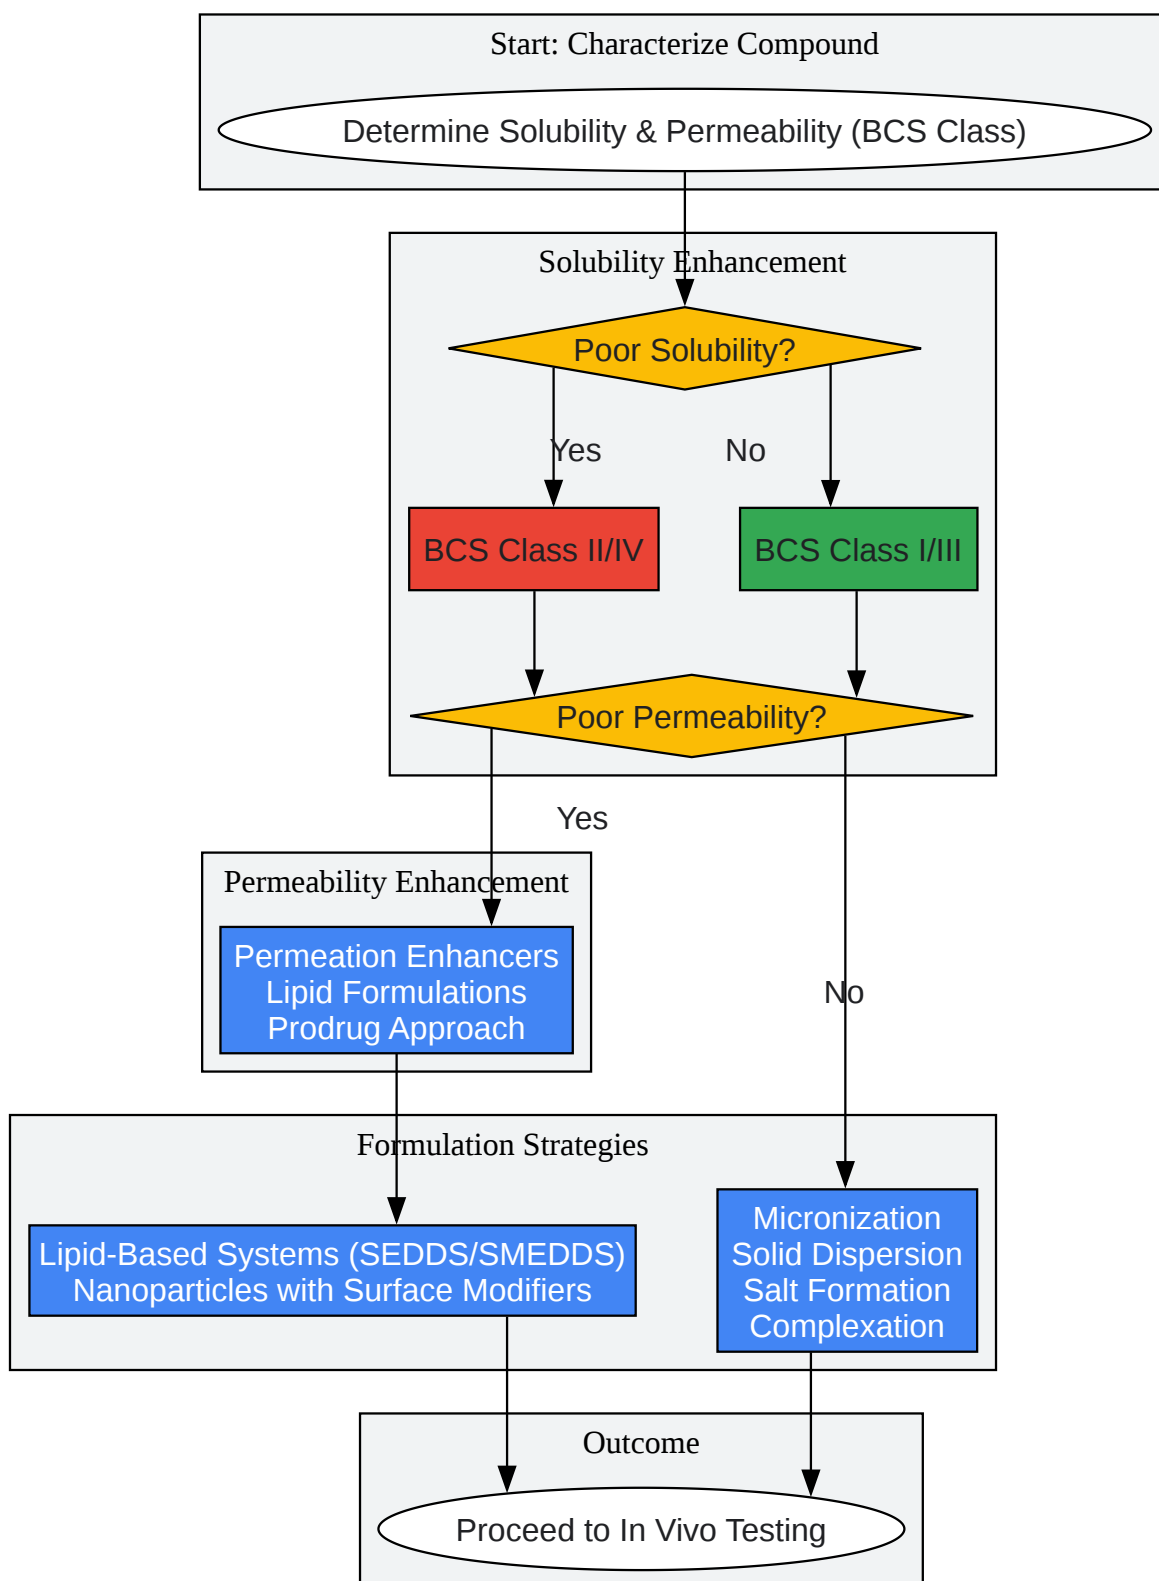 Start: Characterize Compound
Determine Solubility & Permeability (BCS Class)
Solubility Enhancement
Poor Solubility?
Yes
No
BCS Class II/IV
BCS Class I/III
Poor Permeability?
Yes
Permeability Enhancement
Permeation Enhancers
Lipid Formulations
Prodrug Approach
No
Formulation Strategies
Lipid-Based Systems (SEDDS/SMEDDS)
Nanoparticles with Surface Modifiers
Micronization
Solid Dispersion
Salt Formation
Complexation
Outcome
Proceed to In Vivo Testing